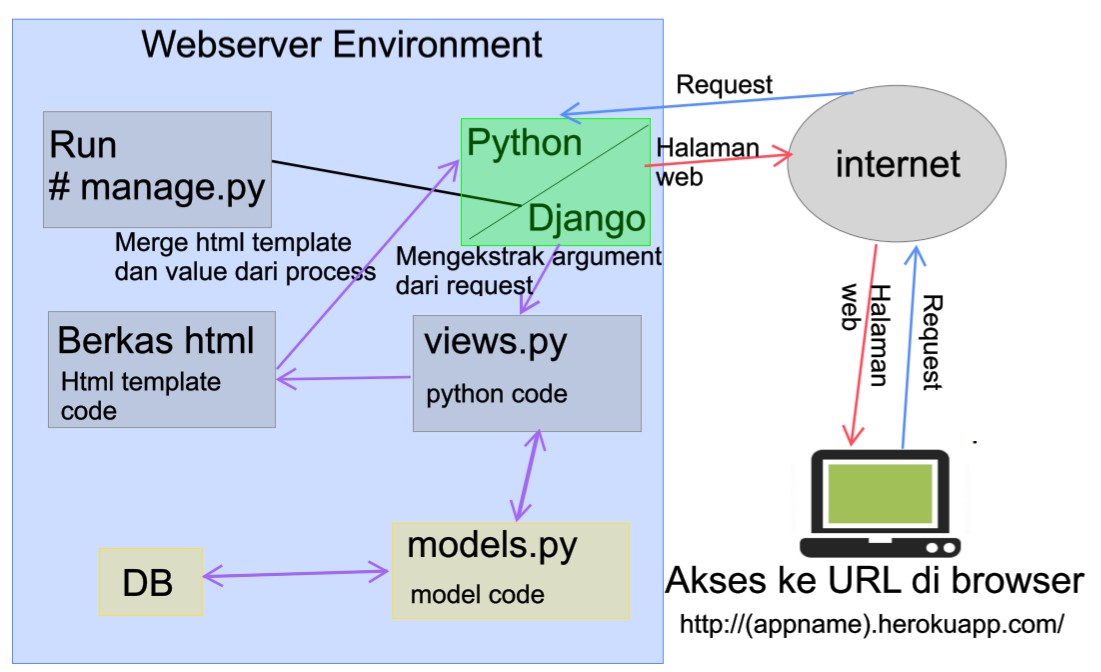 Webserver Environment
Run
# manage.py
Python
Django
Request
Halaman
web
internet
Merge html template
dan value dari process
Mengekstrak argument
dari request
Berkas html
Html template
code
views.py
python code
Halaman
web
Request
models.py
model code
DB
Akses ke URL di browser
http://(appname).herokuapp.com/